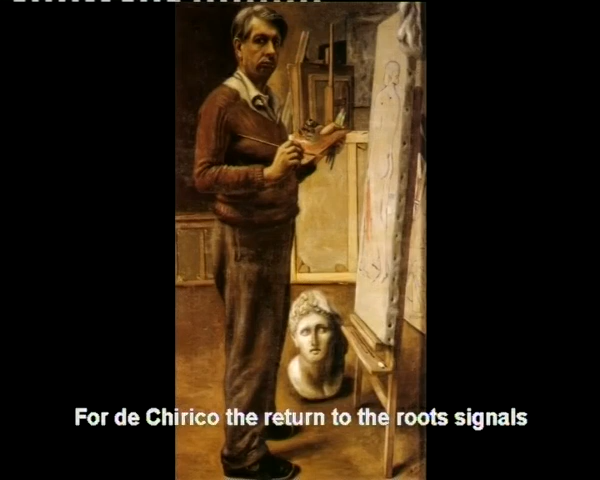 For de Chirico the return to the roots signals